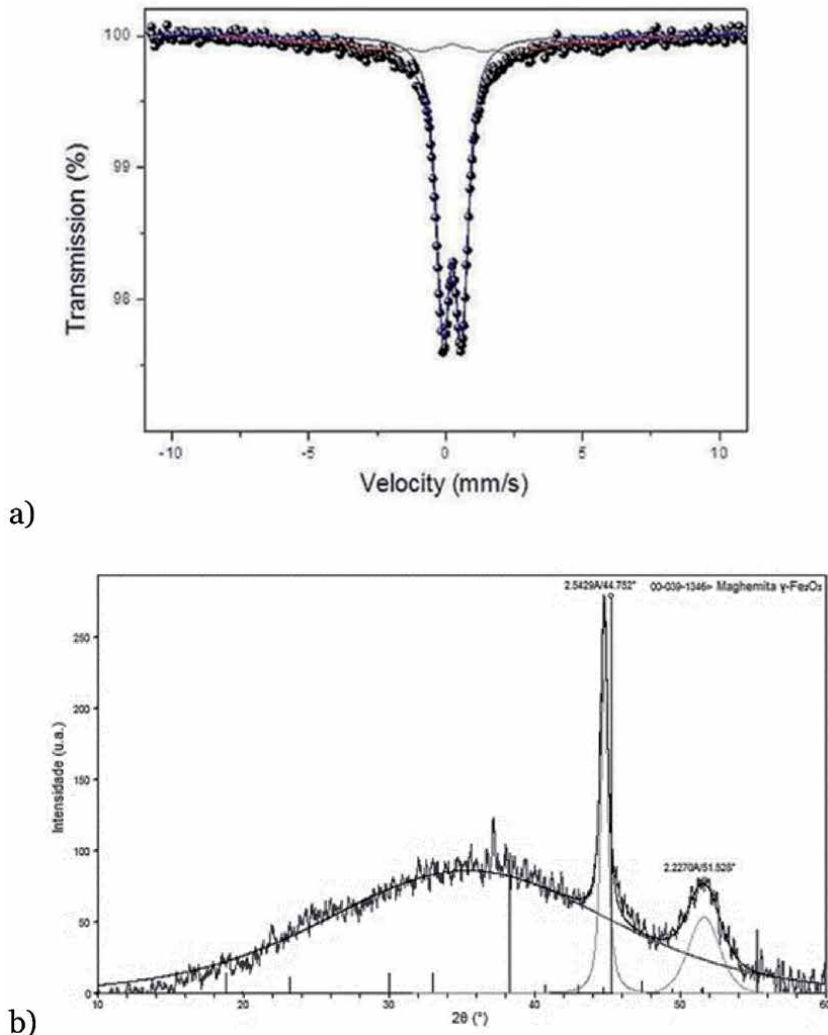 100
99
98
Transmission (%)
-10 -5 0 5 10
Velocity (mm/s)
a)
2.5429A/44.752° 00-039-1346> Maghemita γ-Fe₂O₃
250
200
150
100
50
0
Intensidade (u.a.)
2.2270A/51.528°
10 20 30 40 50 60
2θ (°)
b)